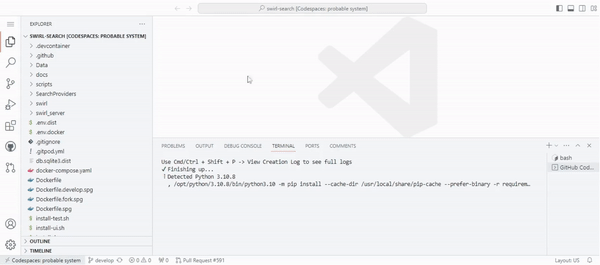 swirl-search [Codespaces: probable system]
EXPLORER
SWIRL-SEARCH [CODESPACES: PROBABLE SYSTEM]
.devcontainer
.github
Data
docs
scripts
SearchProviders
swirl
swirl_server
.env.dist
.env.docker
.gitignore
.gitpod.yml
db.sqlite3.dist
docker-compose.yaml
Dockerfile
Dockerfile.develop.spg
Dockerfile.fork.spg
Dockerfile.spg
install-test.sh
install-ui.sh
OUTLINE
TIMELINE
PROBLEMS OUTPUT DEBUG CONSOLE TERMINAL PORTS COMMENTS
Use Cmd/Ctrl + Shift + P -> View Creation Log to see full logs
✓ Finishing up...
Detected Python 3.10.8
, /opt/python/3.10.8/bin/python3.10 -m pip install --cache-dir /usr/local/share/pip-cache --prefer-binary -r requirem…
bash
GitHub Cod...
Codespaces: probable system develop 0 0 0 Pull Request #591 Layout: US